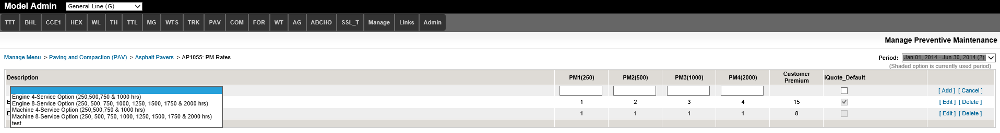 Model Admin General Line (G)
TTT BHL CCE1 HEX WL TH TTL MG WTS TRK PAV COM FOR WT AG ABCHO SSL_T Manage Links Admin
Manage Preventive Maintenance
Manage Menu > Paving and Compaction (PAV) > Asphalt Pavers > AP1055: PM Rates
Period: Jan 01, 2014 - Jun 30, 2014 (2)
(Shaded option is currently used period)
Description PM1(250) PM2(500) PM3(1000) PM4(2000) Customer Premium iQuote_Default
[ Add ] [ Cancel ]
Engine 4-Service Option (250,500,750 & 1000 hrs)
E 1 2 3 4 15 [ Edit ] [ Delete ]
Engine 8-Service Option (250, 500, 750, 1000, 1250, 1500, 1750 & 2000 hrs)
Machine 4-Service Option (250,500,750 & 1000 hrs)
E 1 1 1 1 8 [ Edit ] [ Delete ]
Machine 8-Service Option (250, 500, 750, 1000, 1250, 1500, 1750 & 2000 hrs)
test